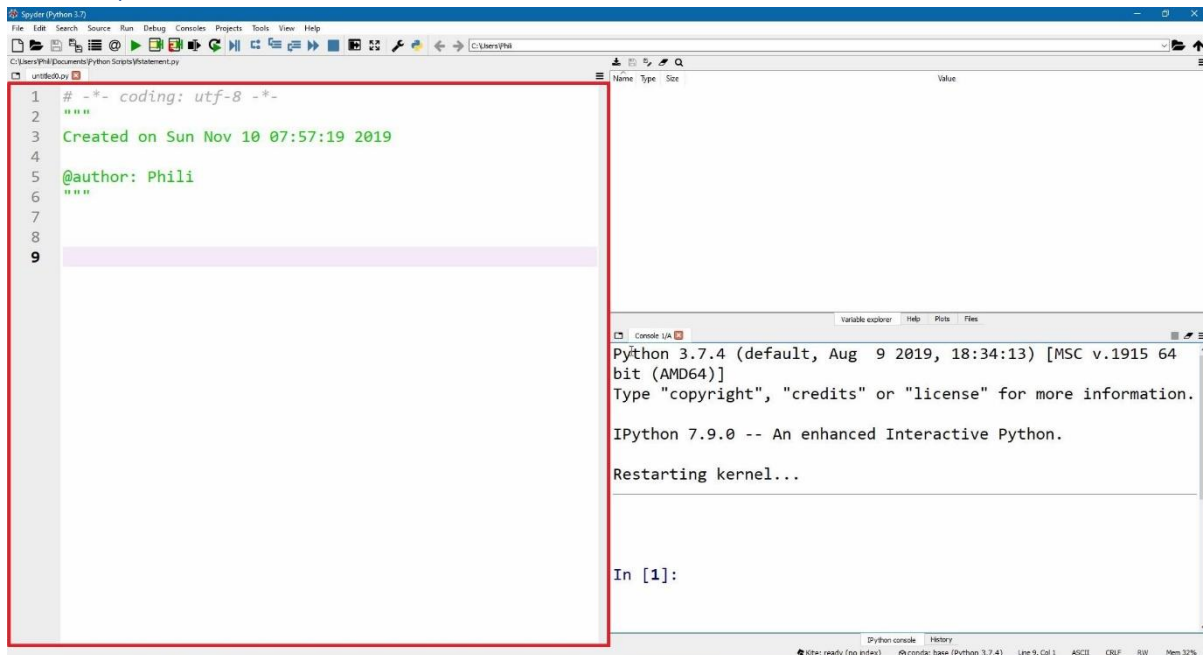 Spyder (Python 3.7)
File Edit Search Source Run Debug Consoles Projects Tools View Help
C:\Users\Phili
C:\Users\Phili\Documents\Python Scripts\ifstatement.py
untitled0.py
1 # -*- coding: utf-8 -*-
2 """
3 Created on Sun Nov 10 07:57:19 2019
4
5 @author: Phili
6 """
7
8
9
Name Type Size Value
Variable explorer Help Plots Files
Console 1/A
Python 3.7.4 (default, Aug 9 2019, 18:34:13) [MSC v.1915 64
bit (AMD64)]
Type "copyright", "credits" or "license" for more information.
IPython 7.9.0 -- An enhanced Interactive Python.
Restarting kernel...
In [1]:
IPython console History
Kite: ready (no index) conda: base (Python 3.7.4) Line 9, Col 1 ASCII CRLF RW Mem 32%